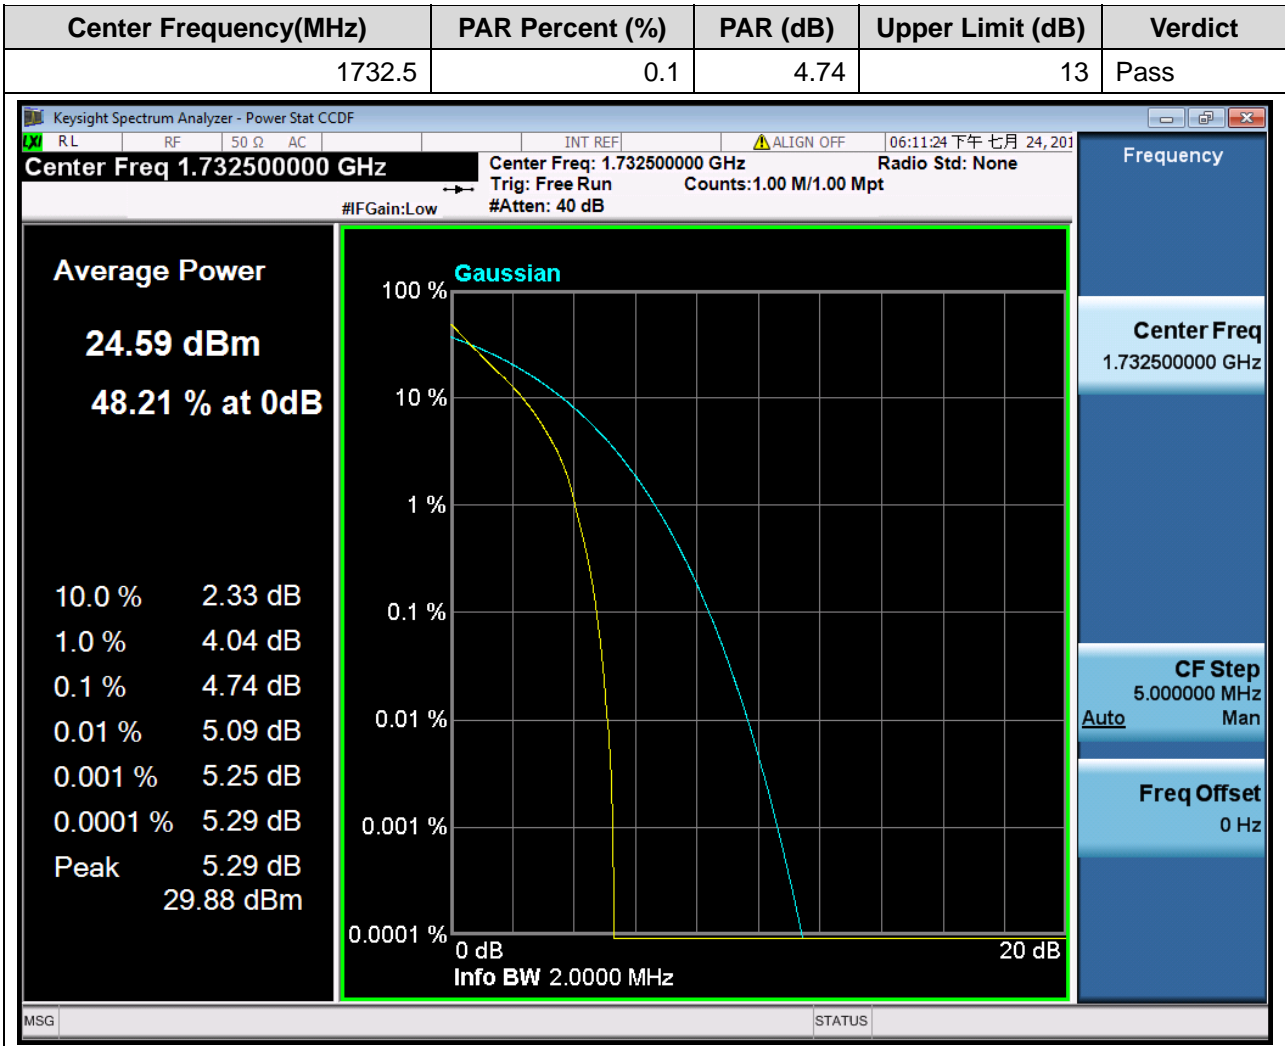 Center Frequency(MHz) PAR Percent (%) PAR (dB) Upper Limit (dB) Verdict
1732.5 0.1 4.74 13 Pass
Keysight Spectrum Analyzer - Power Stat CCDF
LXI RL RF 50 Ω AC INT REF ALIGN OFF 06:11:24 下午 七月 24, 201
Center Freq 1.732500000 GHz
Center Freq: 1.732500000 GHz Radio Std: None
Trig: Free Run Counts:1.00 M/1.00 Mpt
#IFGain:Low #Atten: 40 dB
Frequency
Average Power
24.59 dBm
48.21 % at 0dB
10.0 % 2.33 dB
1.0 % 4.04 dB
0.1 % 4.74 dB
0.01 % 5.09 dB
0.001 % 5.25 dB
0.0001 % 5.29 dB
Peak 5.29 dB
29.88 dBm
Gaussian
100 %
10 %
1 %
0.1 %
0.01 %
0.001 %
0.0001 %
0 dB 20 dB
Info BW 2.0000 MHz
Center Freq
1.732500000 GHz
CF Step
5.000000 MHz
Auto Man
Freq Offset
0 Hz
MSG STATUS